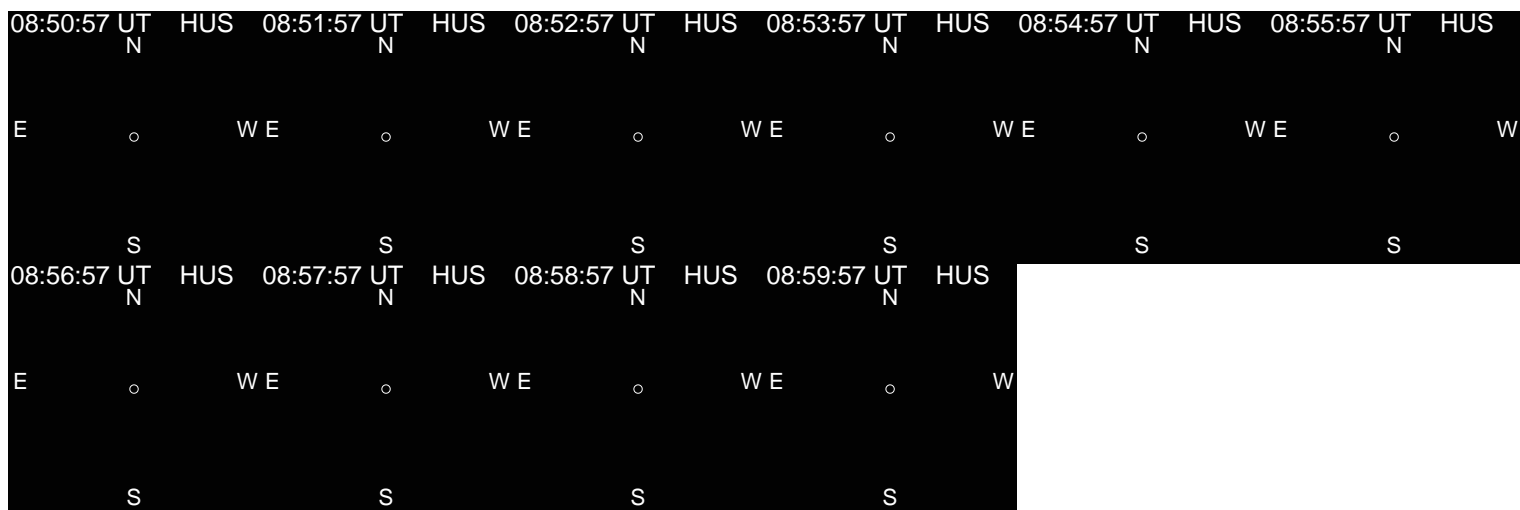 08:50:57 UT HUS 08:51:57 UT HUS 08:52:57 UT HUS 08:53:57 UT HUS 08:54:57 UT HUS 08:55:57 UT HUS
N N N N N N
E W E W E W E W E W E W
S S S S S S
08:56:57 UT HUS 08:57:57 UT HUS 08:58:57 UT HUS 08:59:57 UT HUS
N N N N
E W E W E W E W
S S S S